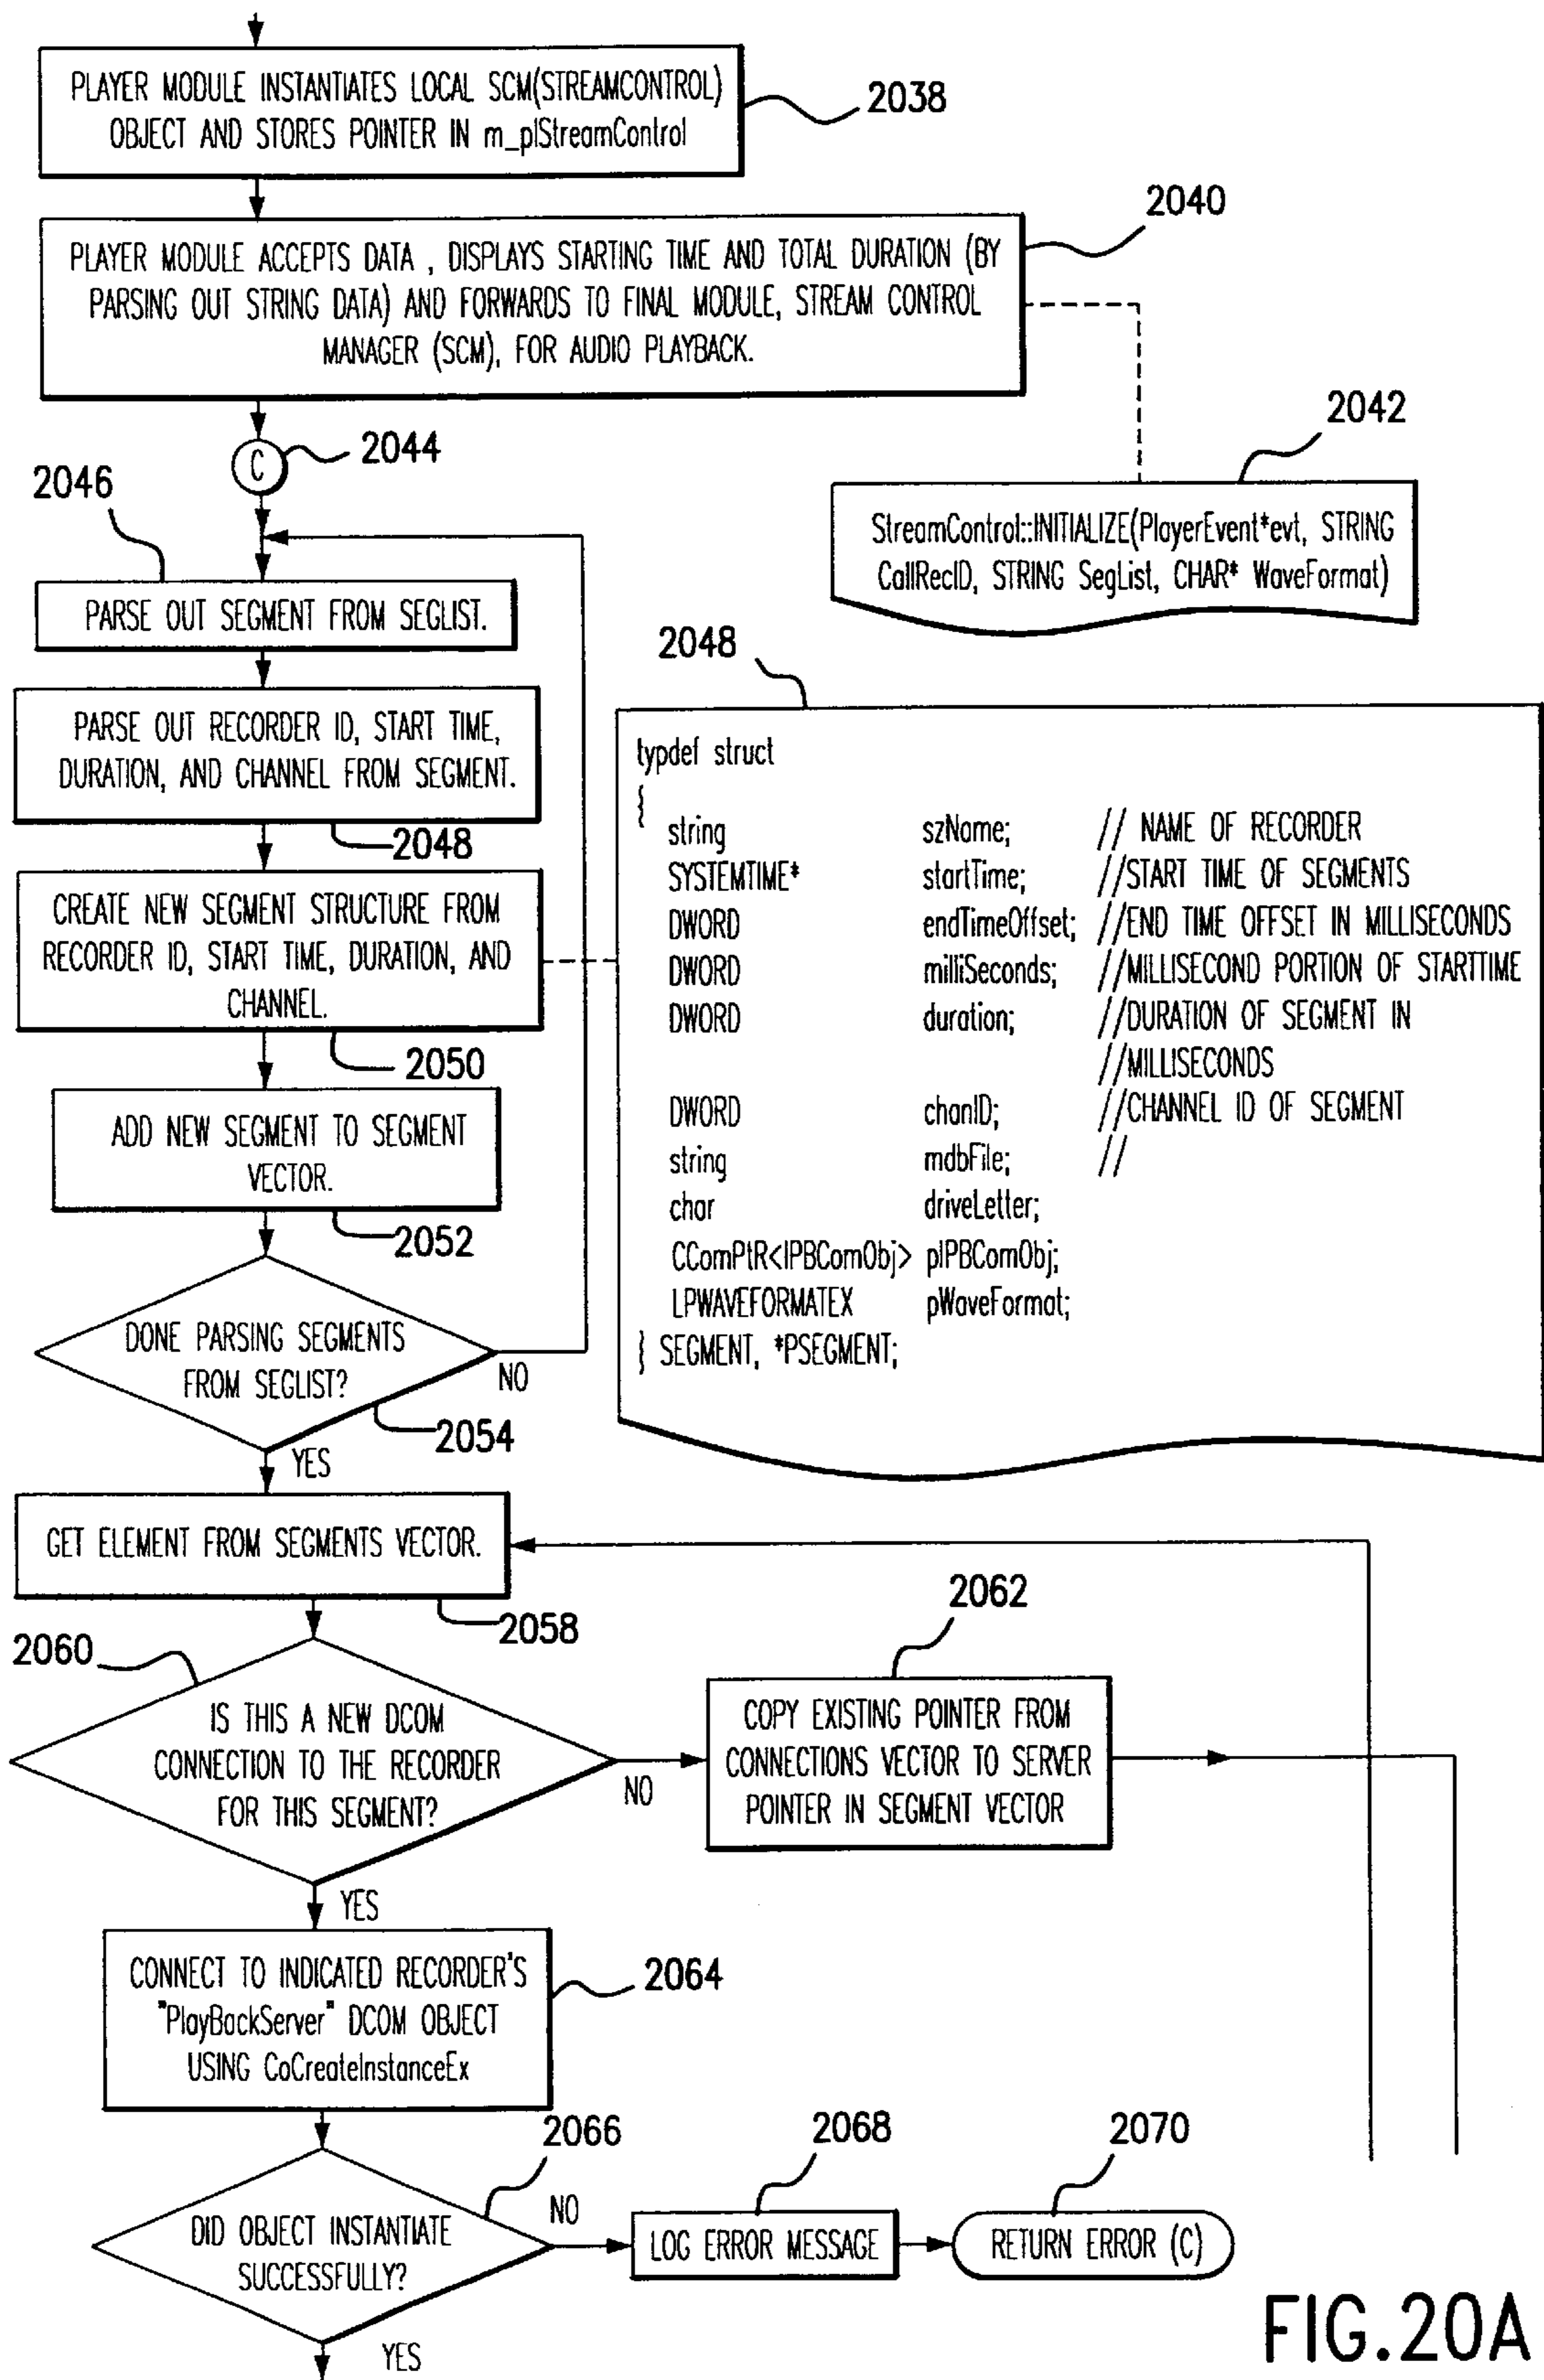 PLAYER MODULE INSTANTIATES LOCAL SCM(STREAMCONTROL)
OBJECT AND STORES POINTER IN m_plStreamControl
2038
2040
PLAYER MODULE ACCEPTS DATA , DISPLAYS STARTING TIME AND TOTAL DURATION (BY
PARSING OUT STRING DATA) AND FORWARDS TO FINAL MODULE, STREAM CONTROL
MANAGER (SCM), FOR AUDIO PLAYBACK.
2042
C
2044
StreamControl::INITIALIZE(PlayerEvent*evt, STRING
CallRecID, STRING SegList, CHAR* WaveFormat)
2046
PARSE OUT SEGMENT FROM SEGLIST.
PARSE OUT RECORDER ID, START TIME,
DURATION, AND CHANNEL FROM SEGMENT.
2048
CREATE NEW SEGMENT STRUCTURE FROM
RECORDER ID, START TIME, DURATION, AND
CHANNEL.
2050
2048
typdef struct
{
string szName; // NAME OF RECORDER
SYSTEMTIME* startTime; //START TIME OF SEGMENTS
DWORD endTimeOffset; //END TIME OFFSET IN MILLISECONDS
DWORD milliSeconds; //MILLISECOND PORTION OF STARTTIME
DWORD duration; //DURATION OF SEGMENT IN
//MILLISECONDS
DWORD chanID; //CHANNEL ID OF SEGMENT
string mdbFile; //
char driveLetter;
CComPtR<IPBComObj> pIPBComObj;
LPWAVEFORMATEX pWaveFormat;
} SEGMENT, *PSEGMENT;
ADD NEW SEGMENT TO SEGMENT
VECTOR.
2052
DONE PARSING SEGMENTS
FROM SEGLIST?
NO
2054
YES
GET ELEMENT FROM SEGMENTS VECTOR.
2058
2060
IS THIS A NEW DCOM
CONNECTION TO THE RECORDER
FOR THIS SEGMENT?
NO
2062
COPY EXISTING POINTER FROM
CONNECTIONS VECTOR TO SERVER
POINTER IN SEGMENT VECTOR
YES
CONNECT TO INDICATED RECORDER'S
"PlayBackServer" DCOM OBJECT
USING CoCreateInstanceEx
2064
2066
DID OBJECT INSTANTIATE
SUCCESSFULLY?
NO
2068
LOG ERROR MESSAGE
2070
RETURN ERROR (C)
YES
FIG.20A